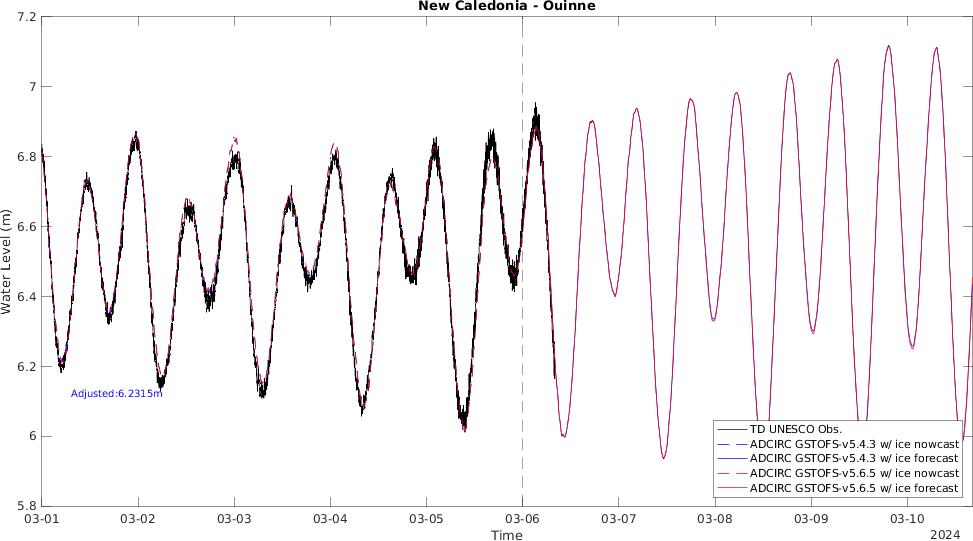 New Caledonia - Ouinne
7.2
7
6.8
6.6
6.4
6.2
6
5.8
Water Level (m)
Adjusted:6.2315m
TD UNESCO Obs.
ADCIRC GSTOFS-v5.4.3 w/ ice nowcast
ADCIRC GSTOFS-v5.4.3 w/ ice forecast
ADCIRC GSTOFS-v5.6.5 w/ ice nowcast
ADCIRC GSTOFS-v5.6.5 w/ ice forecast
03-01 03-02 03-03 03-04 03-05 03-06 03-07 03-08 03-09 03-10
Time
2024